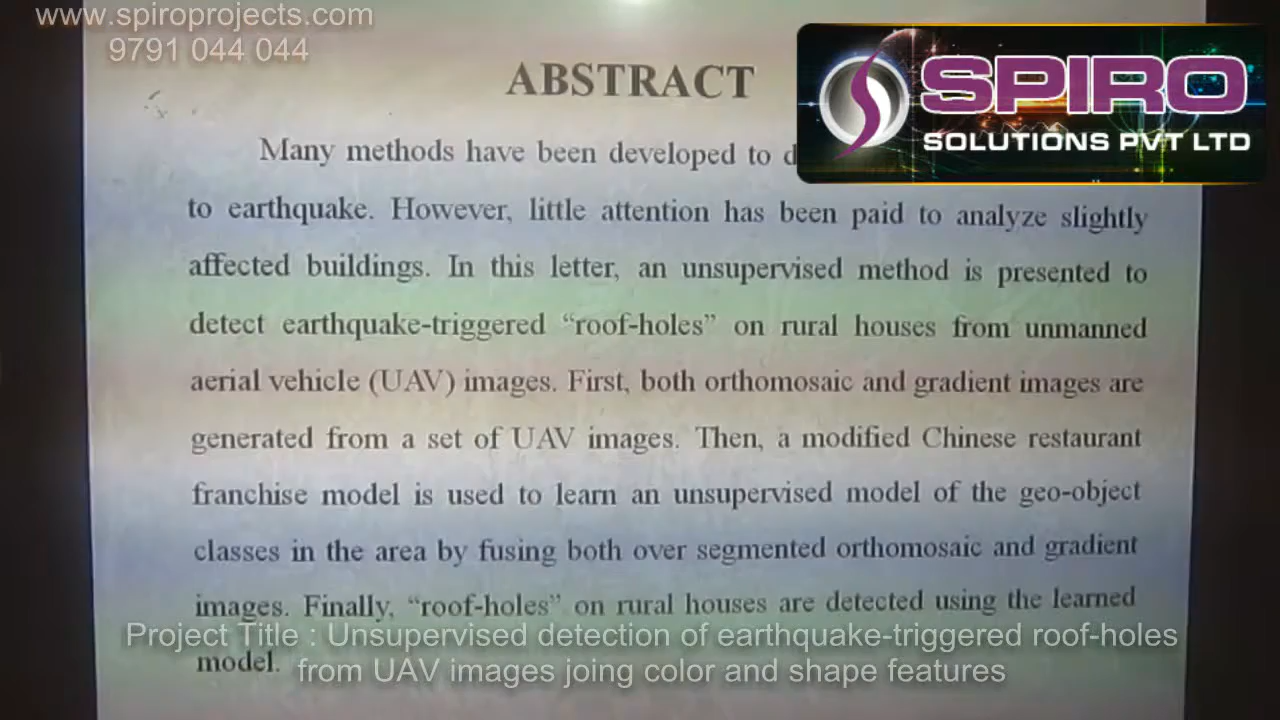 www.spiroprojects.com
9791 044 044
SPIRO
SOLUTIONS PVT LTD
ABSTRACT
Many methods have been developed to
to earthquake. However, little attention has been paid to analyze slightly
affected buildings. In this letter, an unsupervised method is presented to
detect earthquake-triggered “roof-holes” on rural houses from unmanned
aerial vehicle (UAV) images. First, both orthomosaic and gradient images are
generated from a set of UAV images. Then, a modified Chinese restaurant
franchise model is used to learn an unsupervised model of the geo-object
classes in the area by fusing both over segmented orthomosaic and gradient
images. Finally, “roof-holes” on rural houses are detected using the learned
model.
Project Title : Unsupervised detection of earthquake-triggered roof-holes
from UAV images joing color and shape features